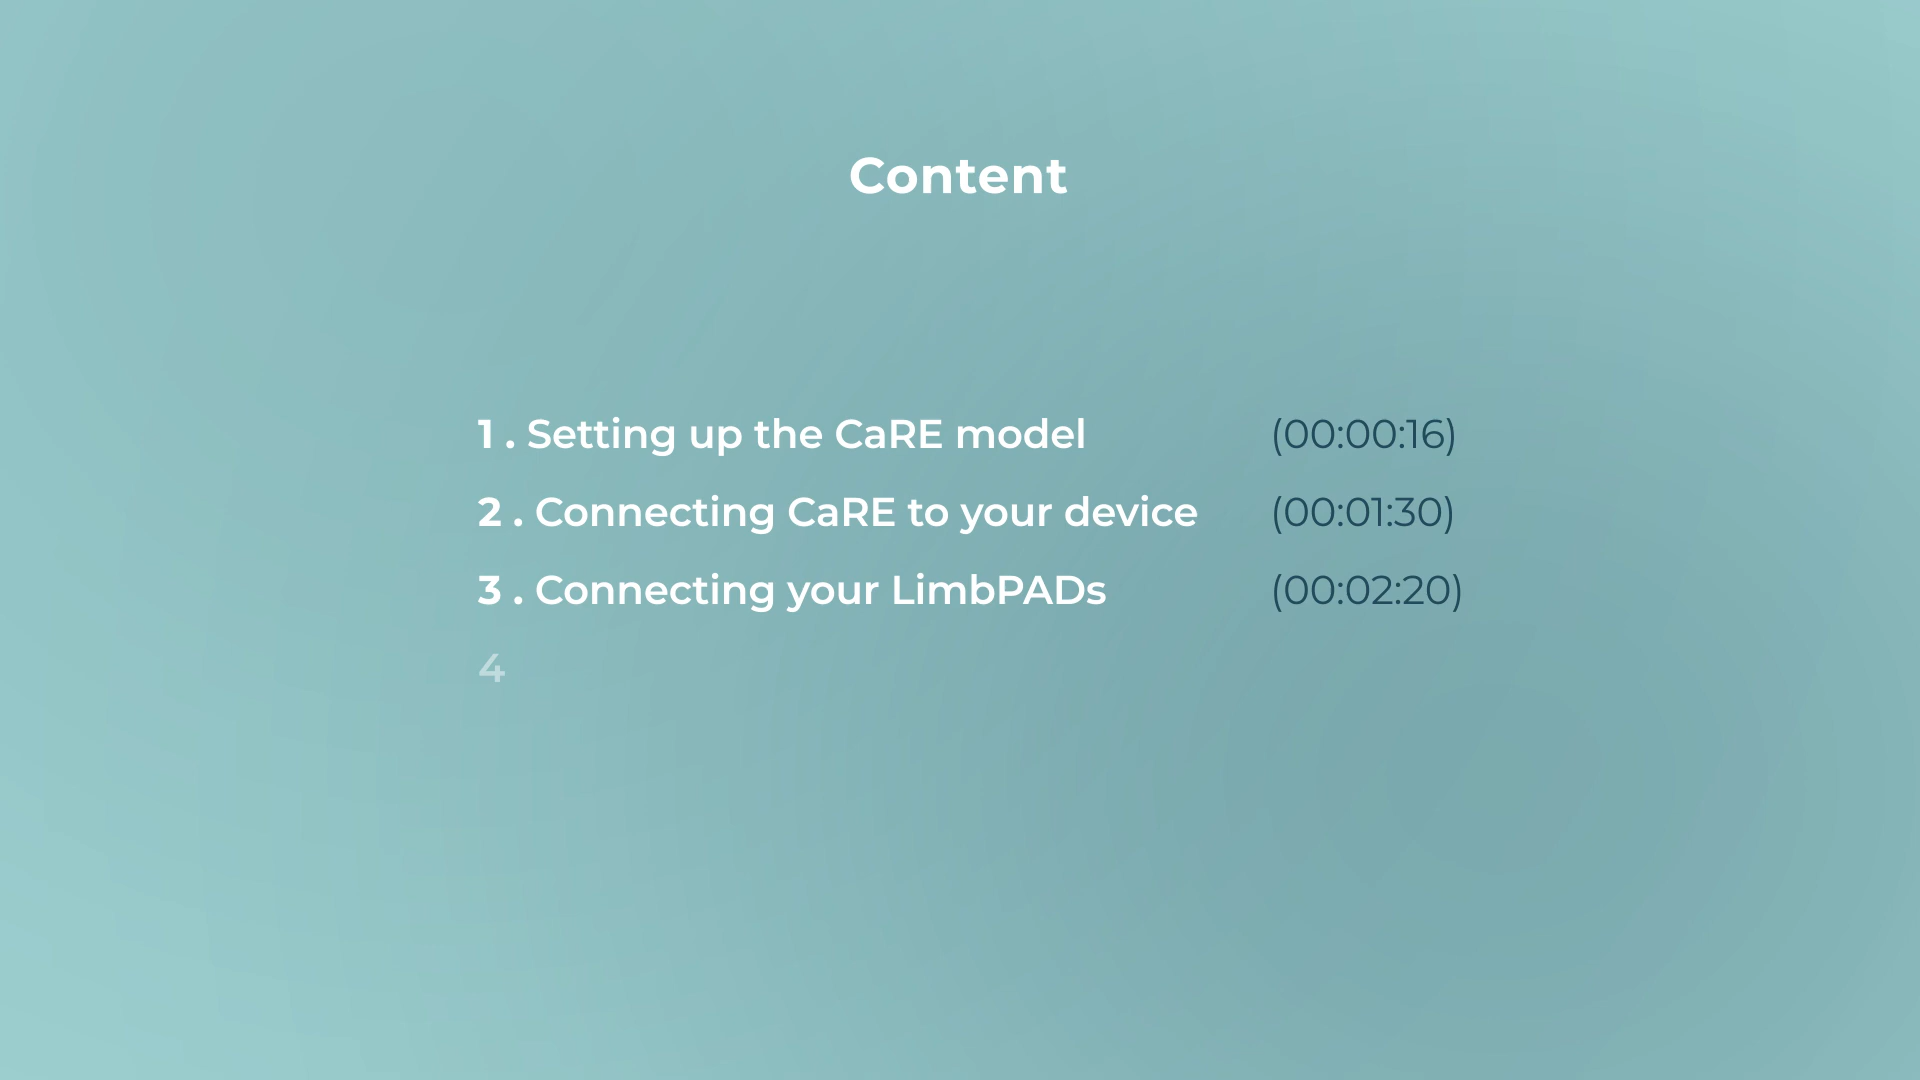 Content
1 . Setting up the CaRE model (00:00:16)
2 . Connecting CaRE to your device (00:01:30)
3 . Connecting your LimbPADs (00:02:20)
4